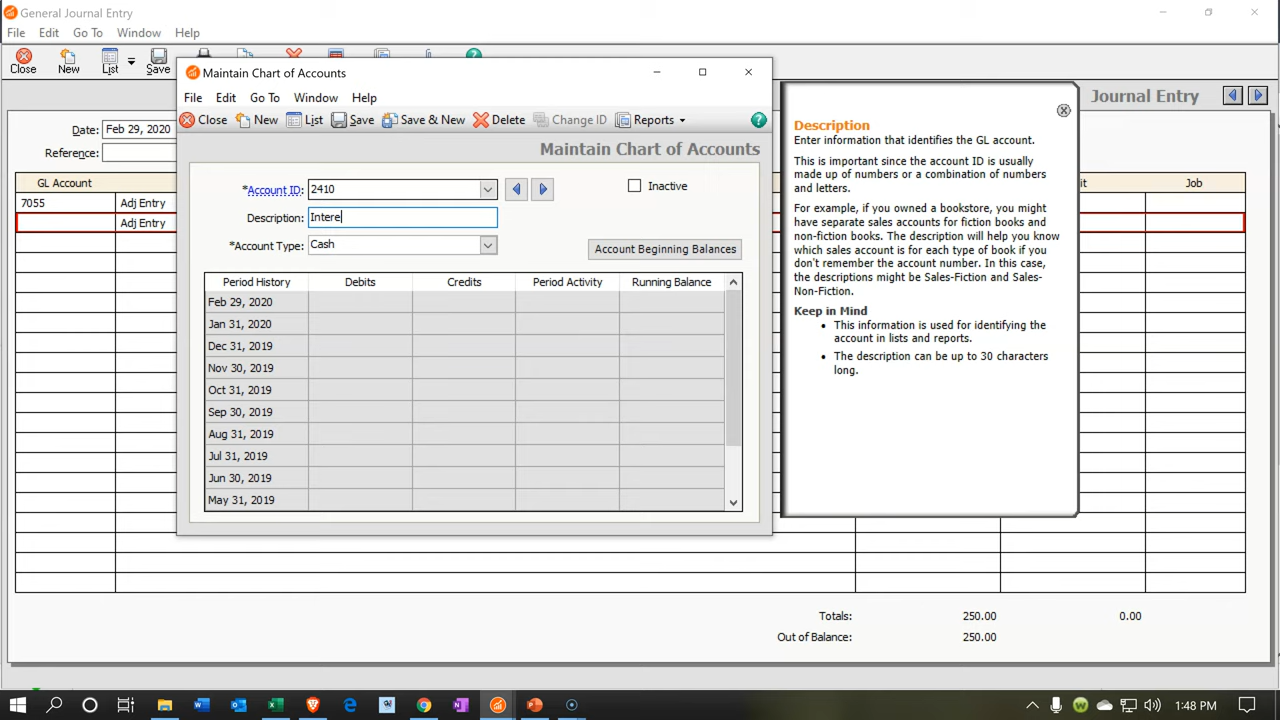 General Journal Entry
File Edit Go To Window Help
Close New List Save
Journal Entry
Date: Feb 29, 2020
Reference:
GL Account it Job
7055 Adj Entry
Adj Entry
Totals: 250.00 0.00
Out of Balance: 250.00
Maintain Chart of Accounts
File Edit Go To Window Help
Close New List Save Save & New Delete Change ID Reports
Maintain Chart of Accounts
*Account ID: 2410 Inactive
Description: Intere
*Account Type: Cash Account Beginning Balances
Period History Debits Credits Period Activity Running Balance
Feb 29, 2020
Jan 31, 2020
Dec 31, 2019
Nov 30, 2019
Oct 31, 2019
Sep 30, 2019
Aug 31, 2019
Jul 31, 2019
Jun 30, 2019
May 31, 2019
Description
Enter information that identifies the GL account.
This is important since the account ID is usually
made up of numbers or a combination of numbers
and letters.
For example, if you owned a bookstore, you might
have separate sales accounts for fiction books and
non-fiction books. The description will help you know
which sales account is for each type of book if you
don't remember the account number. In this case,
the descriptions might be Sales-Fiction and Sales-
Non-Fiction.
Keep in Mind
• This information is used for identifying the
account in lists and reports.
• The description can be up to 30 characters
long.
1:48 PM